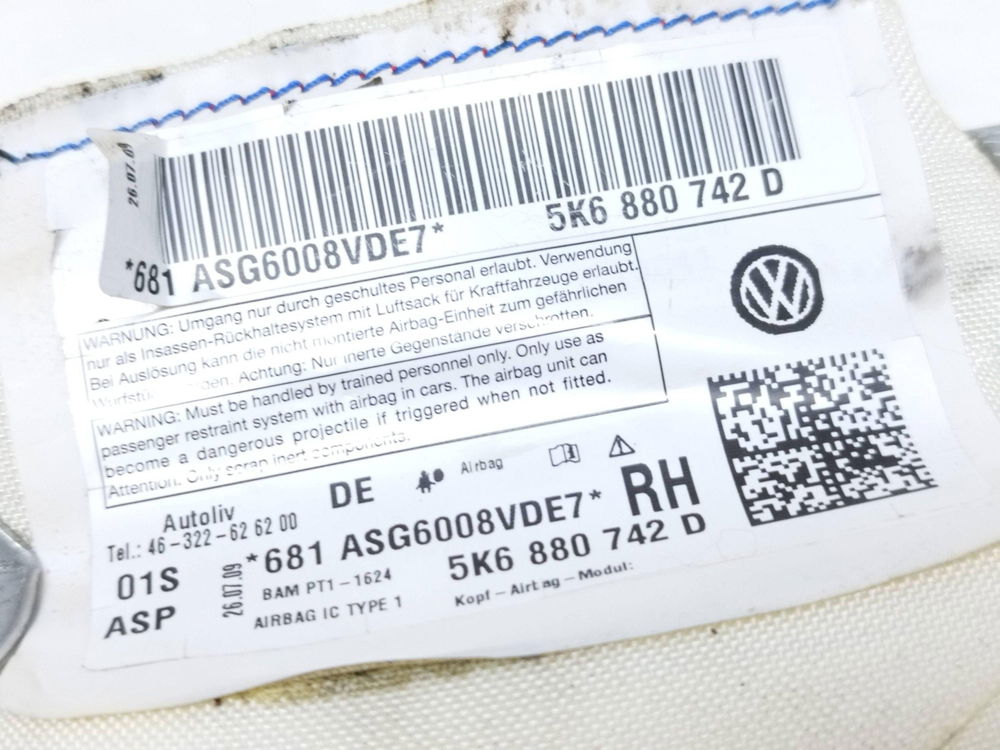 26.07.09
*681 ASG6008VDE7*
5K6 880 742 D
WARNUNG: Umgang nur durch geschultes Personal erlaubt. Verwendung
nur als Insassen-Rückhaltesystem mit Luftsack für Kraftfahrzeuge erlaubt.
Bei Auslösung kann die nicht montierte Airbag-Einheit zum gefährlichen
Achtung: Nur inerte Gegenstände verschrotten.
WARNING: Must be handled by trained personnel only. Only use as
passenger restraint system with airbag in cars. The airbag unit can
become a dangerous projectile if triggered when not fitted.
Attention: Only scrap inert components.
Autoliv
Tel.: 46-322-62 62 00
DE
Airbag
RH
01S
ASP
26.07.09
*681 ASG6008VDE7*
5K6 880 742 D
BAM PT1-1624
AIRBAG IC TYPE 1
Kopf-Airbag-Modul: